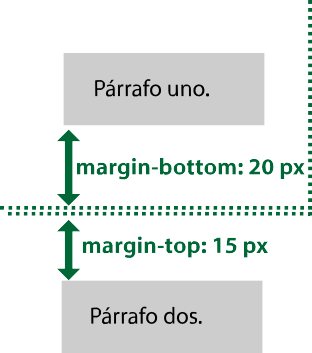 Párrafo uno.
margin-bottom: 20 px
margin-top: 15 px
Párrafo dos.